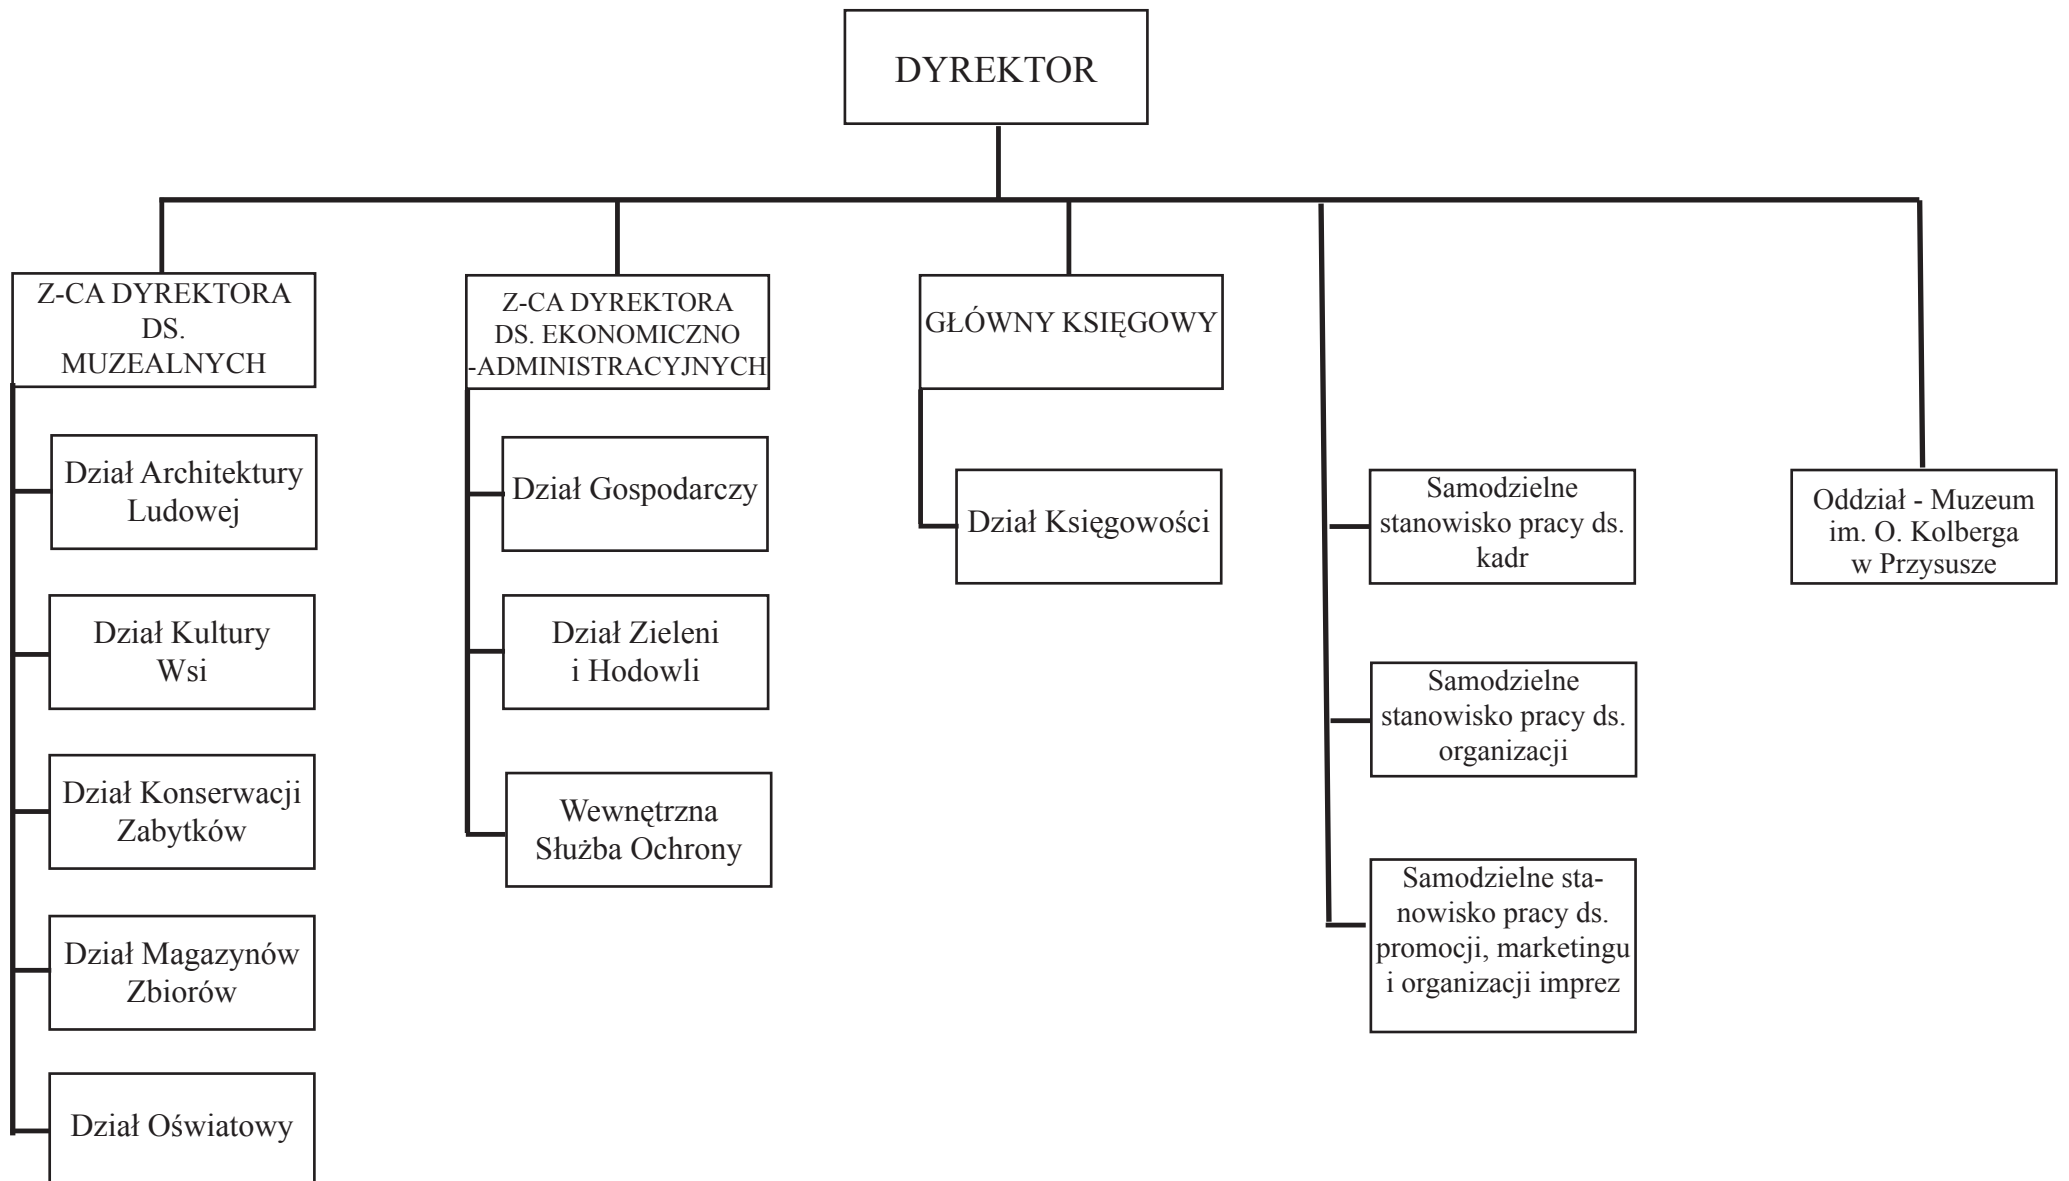 DYREKTOR
Z-CA DYREKTORA
DS.
MUZEALNYCH
Dział Architektury
Ludowej
Dział Kultury
Wsi
Dział Konserwacji
Zabytków
Dział Magazynów
Zbiorów
Dział Oświatowy
Z-CA DYREKTORA
DS. EKONOMICZNO
-ADMINISTRACYJNYCH
Dział Gospodarczy
Dział Zieleni
i Hodowli
Wewnętrzna
Służba Ochrony
GŁÓWNY KSIĘGOWY
Dział Księgowości
Samodzielne
stanowisko pracy ds.
kadr
Samodzielne
stanowisko pracy ds.
organizacji
Samodzielne sta-
nowisko pracy ds.
promocji, marketingu
i organizacji imprez
Oddział - Muzeum
im. O. Kolberga
w Przysusze